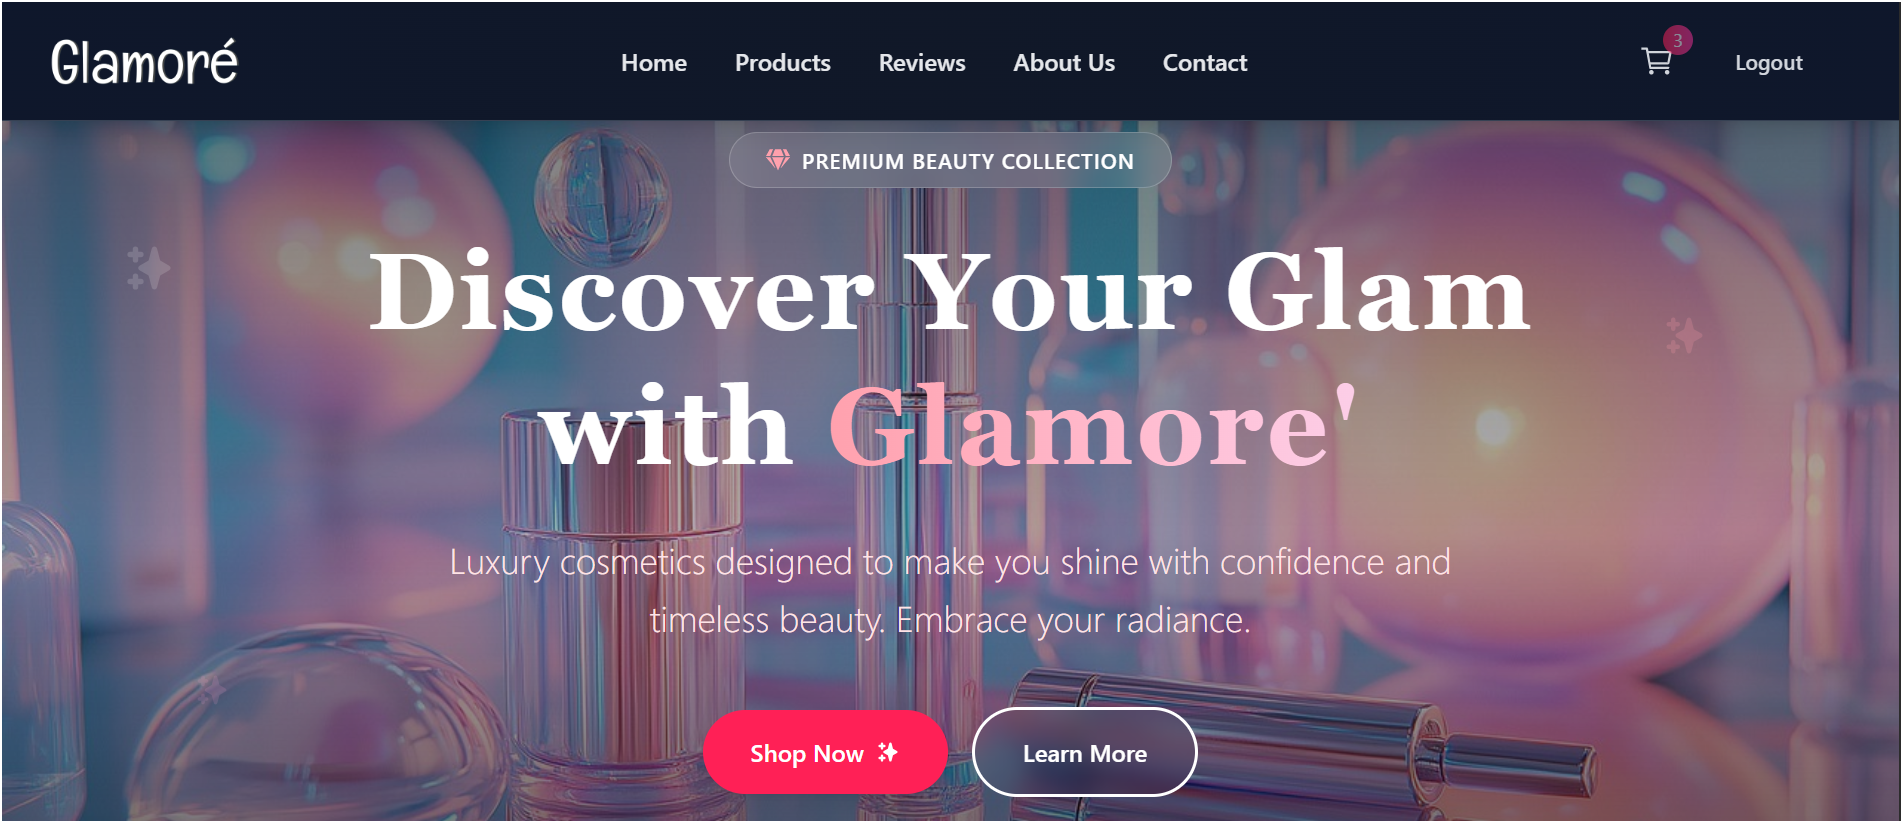 Glamoré
Home Products Reviews About Us Contact
3
Logout
PREMIUM BEAUTY COLLECTION
Discover Your Glam
with Glamore'
Luxury cosmetics designed to make you shine with confidence and
timeless beauty. Embrace your radiance.
Shop Now
Learn More